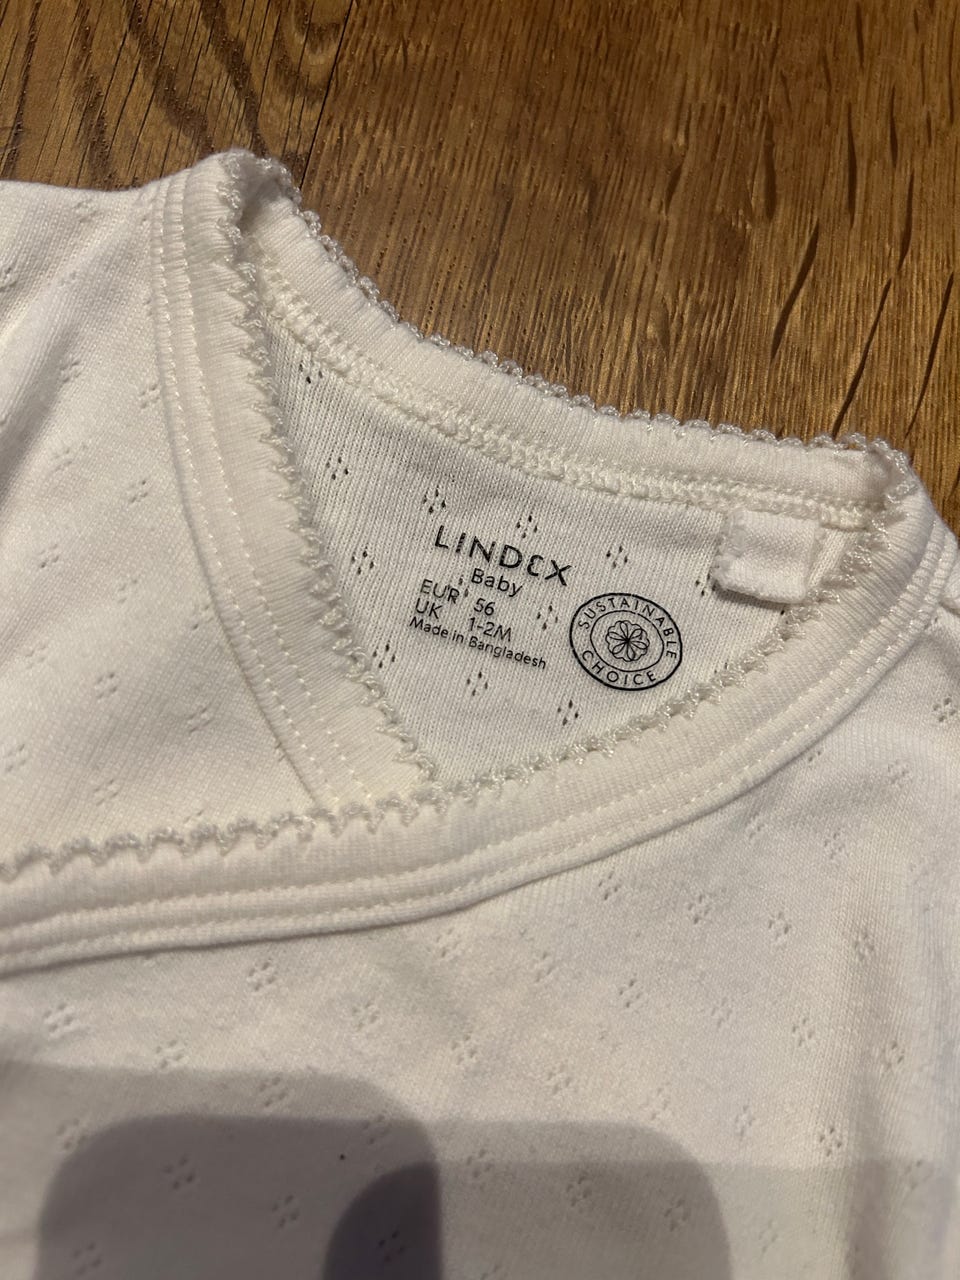 LINDEX
Baby
EUR 56
UK 1-2M
Made in Bangladesh
SUSTAINABLE
CHOICE